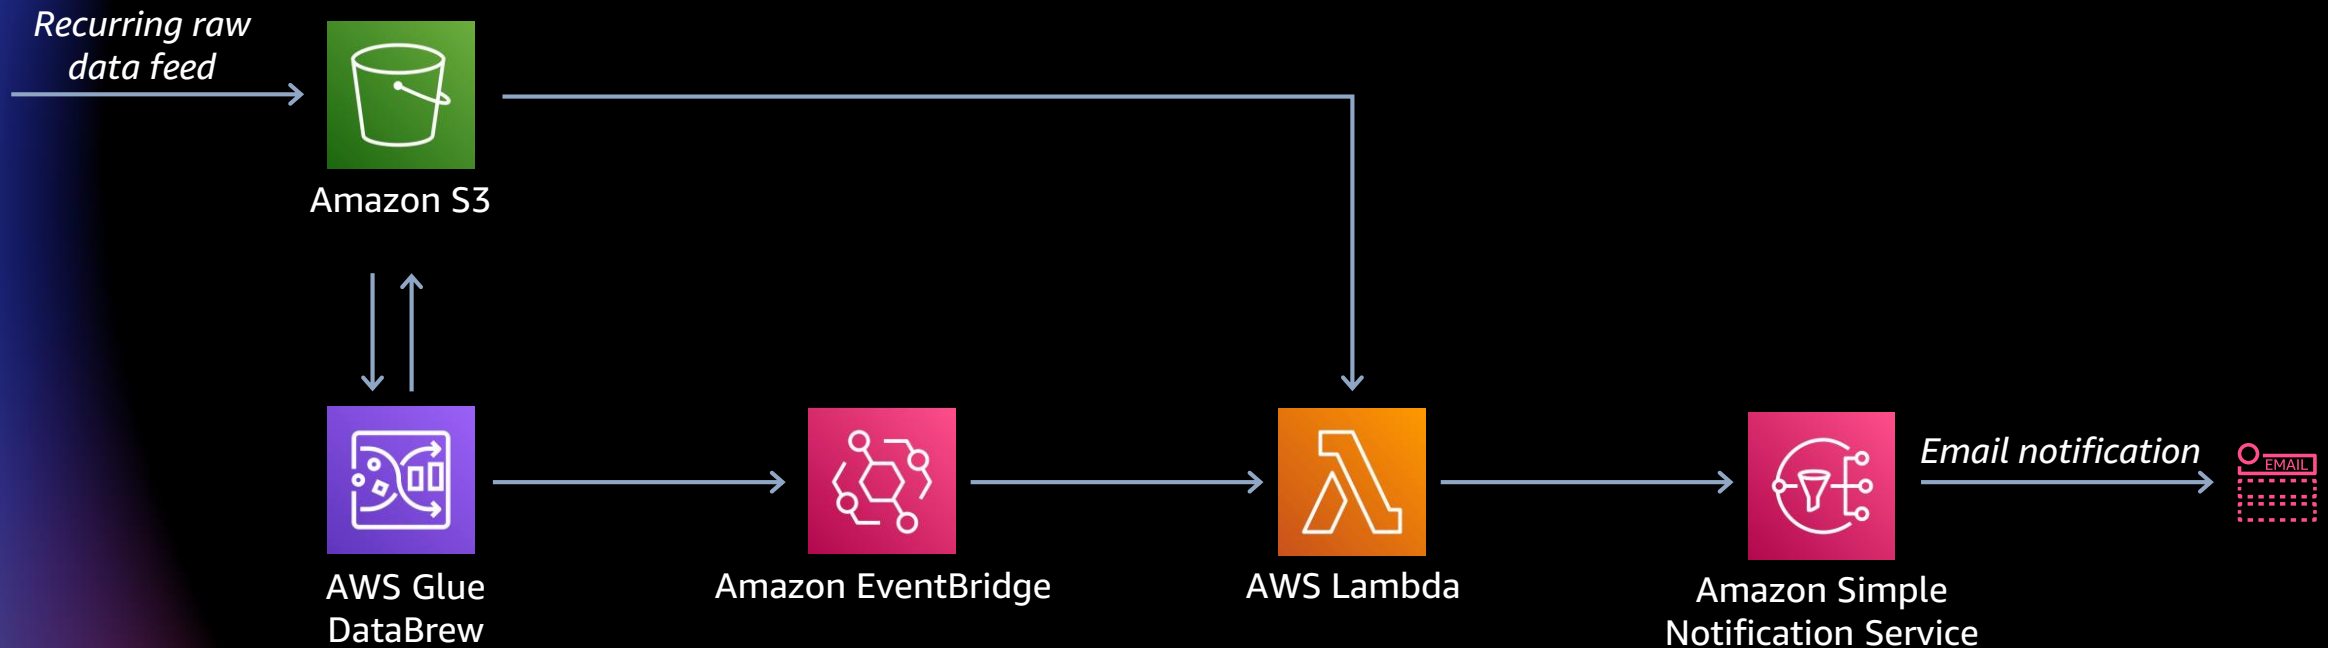 Recurring raw
data feed
Amazon S3
Email notification
EMAIL
AWS Glue
DataBrew
Amazon EventBridge
AWS Lambda
Amazon Simple
Notification Service